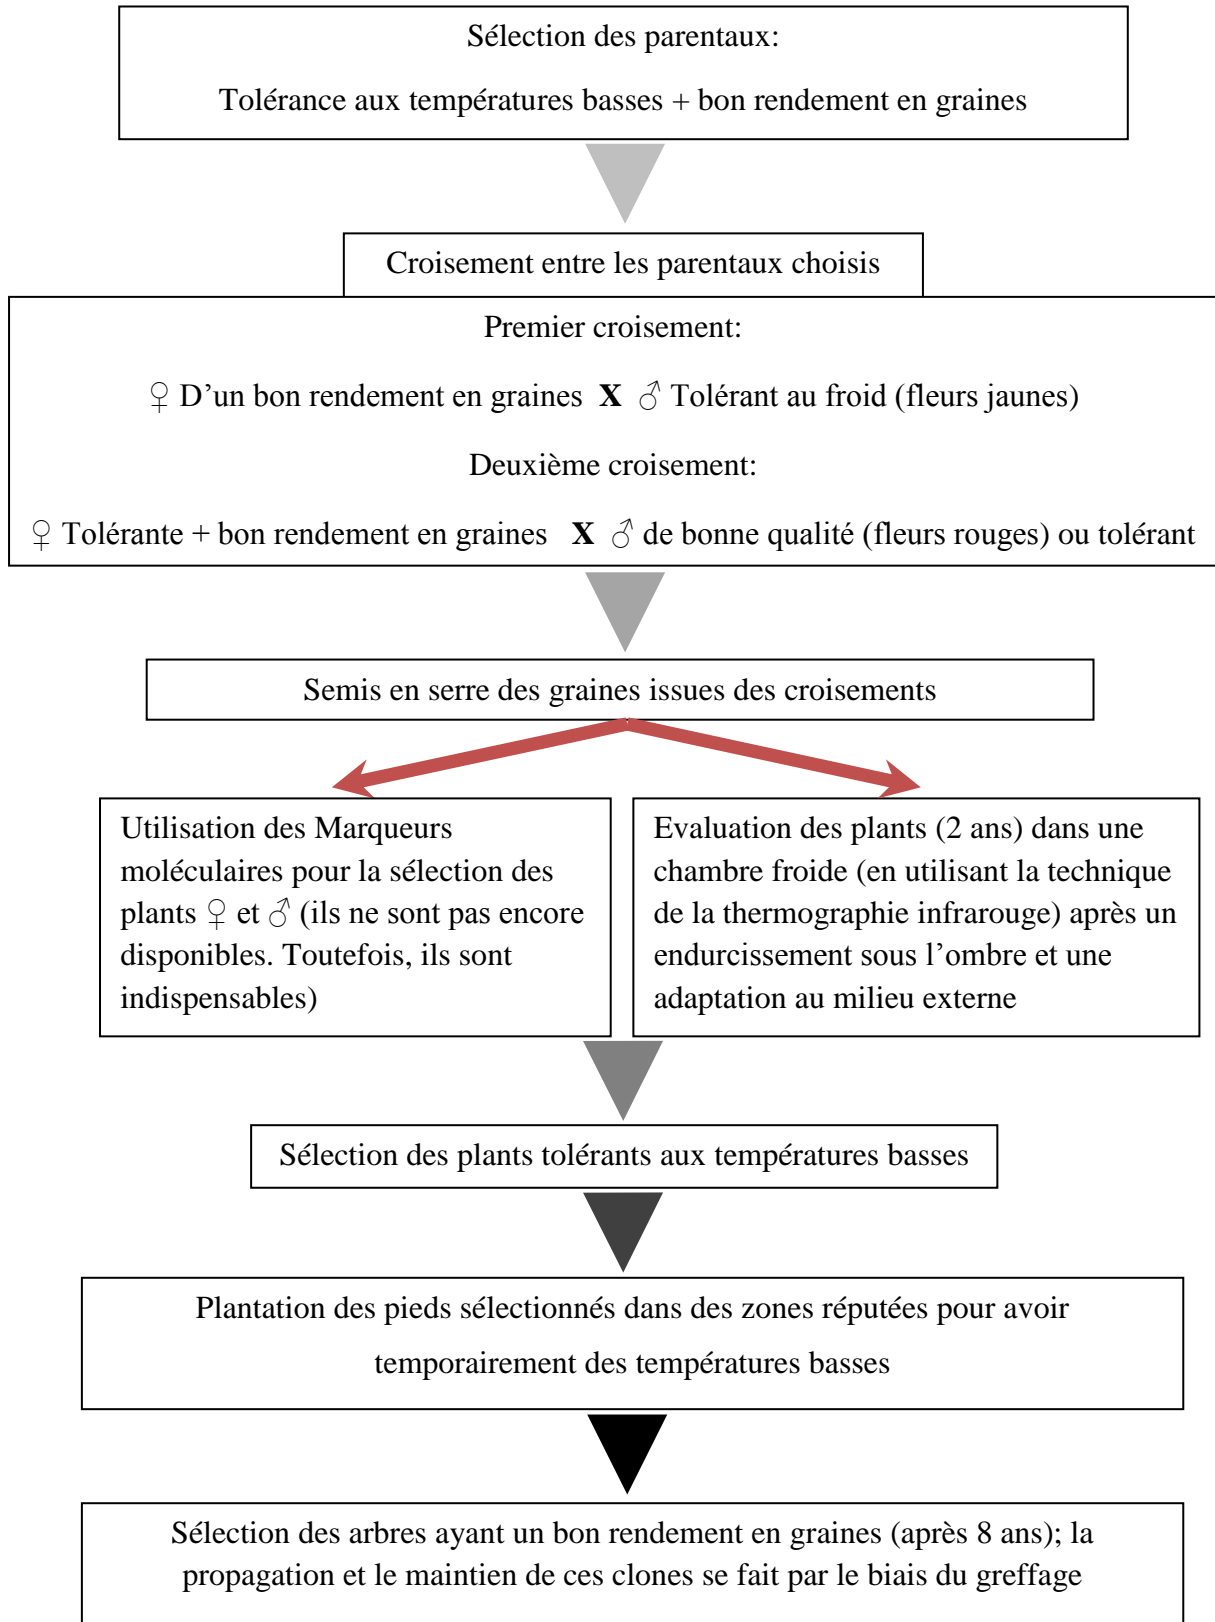 Sélection des parentaux:
Tolérance aux températures basses + bon rendement en graines
Croisement entre les parentaux choisis
Premier croisement:
♀ D’un bon rendement en graines X ♂ Tolérant au froid (fleurs jaunes)
Deuxième croisement:
♀ Tolérante + bon rendement en graines X ♂ de bonne qualité (fleurs rouges) ou tolérant
Semis en serre des graines issues des croisements
Utilisation des Marqueurs
moléculaires pour la sélection des
plants ♀ et ♂ (ils ne sont pas encore
disponibles. Toutefois, ils sont
indispensables)
Evaluation des plants (2 ans) dans une
chambre froide (en utilisant la technique
de la thermographie infrarouge) après un
endurcissement sous l’ombre et une
adaptation au milieu externe
Sélection des plants tolérants aux températures basses
Plantation des pieds sélectionnés dans des zones réputées pour avoir
temporairement des températures basses
Sélection des arbres ayant un bon rendement en graines (après 8 ans); la
propagation et le maintien de ces clones se fait par le biais du greffage